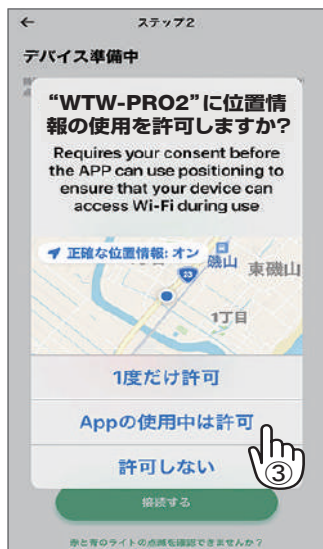 ←
ステップ2
デバイス準備中
“WTW-PRO2”に位置情
報の使用を許可しますか?
Requires your consent before
the APP can use positioning to
ensure that your device can
access Wi-Fi during use
正確な位置情報: オン
磯山
東磯山
23
1丁目
1度だけ許可
Appの使用中は許可
許可しない
③
接続する
赤と青のライトの点滅を確認できませんか?